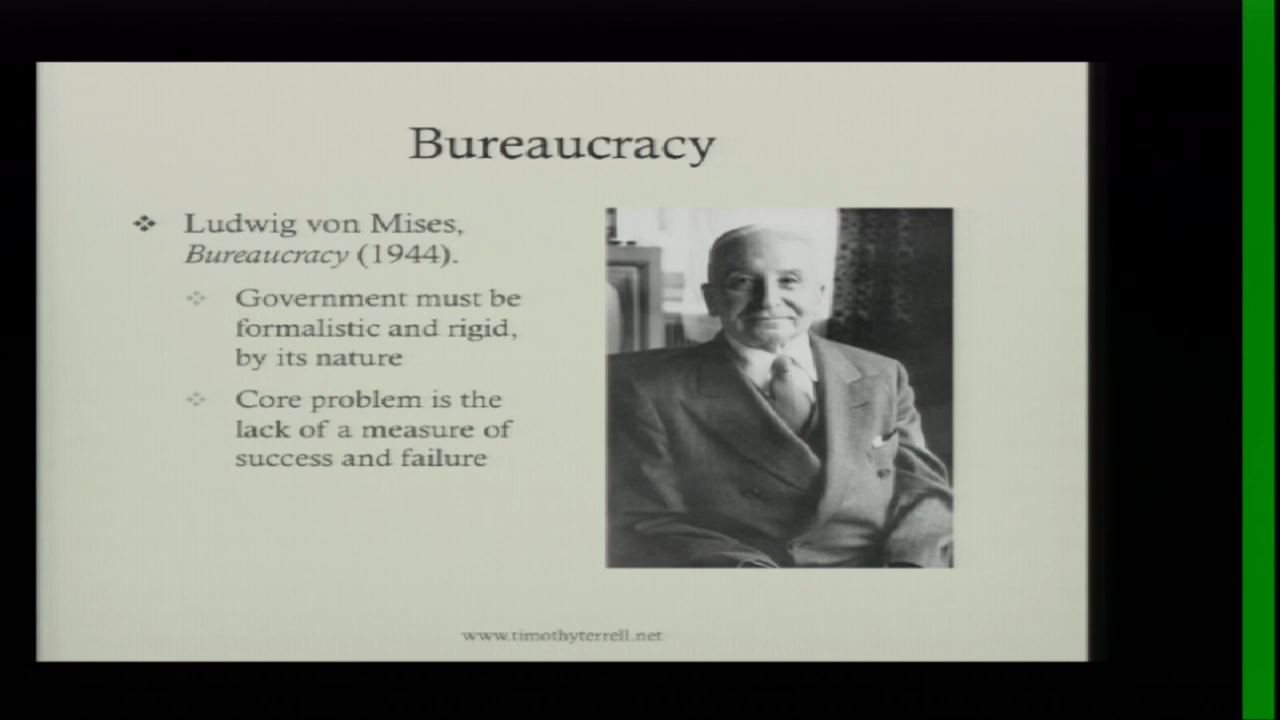 Bureaucracy
Ludwig von Mises,
Bureaucracy (1944).
Government must be
formalistic and rigid,
by its nature
Core problem is the
lack of a measure of
success and failure
www.timothyterrell.net